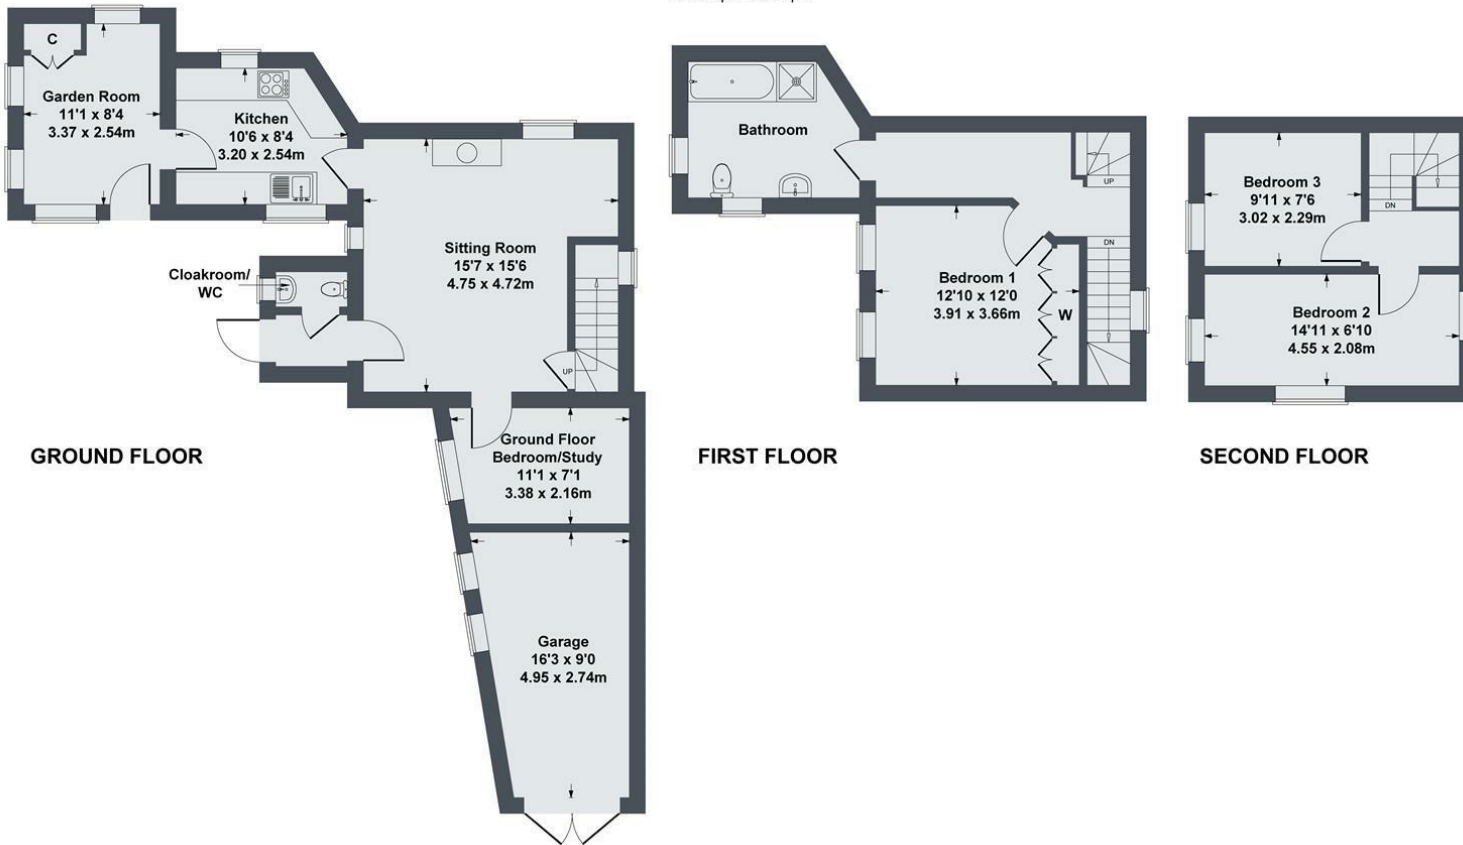 C
Garden Room
11'1 x 8'4
3.37 x 2.54m
Kitchen
10'6 x 8'4
3.20 x 2.54m
Sitting Room
15'7 x 15'6
4.75 x 4.72m
Cloakroom/
WC
UP
Ground Floor
Bedroom/Study
11'1 x 7'1
3.38 x 2.16m
Garage
16'3 x 9'0
4.95 x 2.74m
GROUND FLOOR
Bathroom
UP
DN
Bedroom 1
12'10 x 12'0
3.91 x 3.66m
W
FIRST FLOOR
Bedroom 3
9'11 x 7'6
3.02 x 2.29m
DN
Bedroom 2
14'11 x 6'10
4.55 x 2.08m
SECOND FLOOR